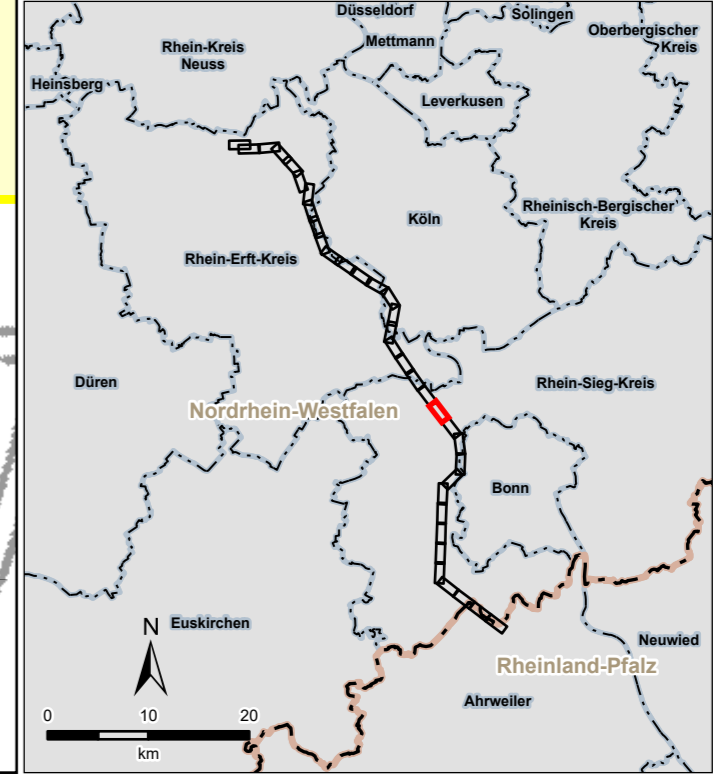 Düsseldorf
Solingen
Mettmann
Oberbergischer
Kreis
Rhein-Kreis
Neuss
Heinsberg
Leverkusen
Rheinisch-Bergischer
Kreis
Köln
Rhein-Erft-Kreis
Düren
Rhein-Sieg-Kreis
Nordrhein-Westfalen
Bonn
Euskirchen
N
Neuwied
Rheinland-Pfalz
Ahrweiler
0 10 20
km